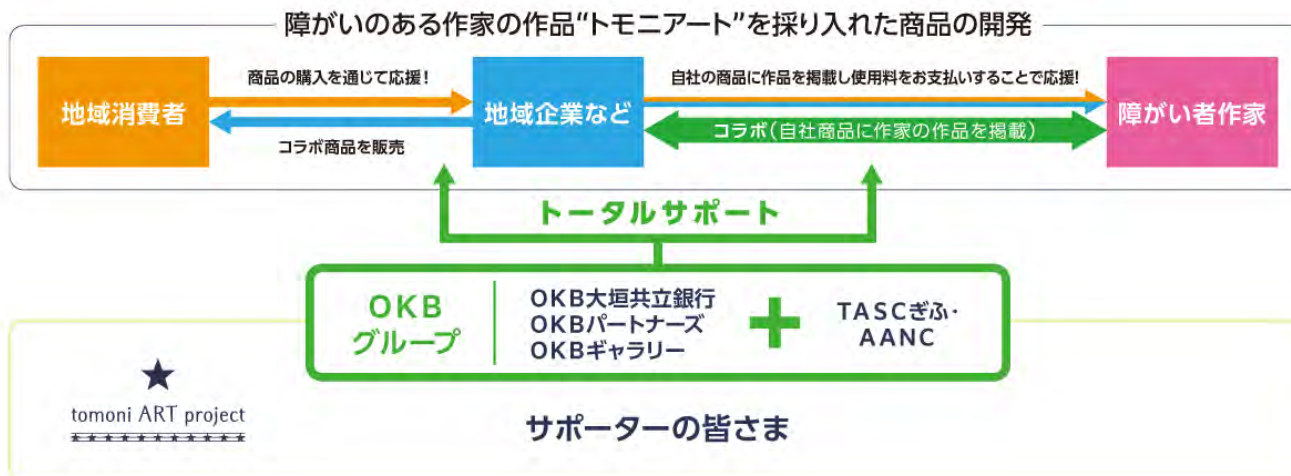 障がいのある作家の作品“トモニアート”を採り入れた商品の開発
地域消費者
商品の購入を通じて応援！
コラボ商品を販売
地域企業など
自社の商品に作品を掲載し使用料をお支払いすることで応援!
コラボ（自社商品に作家の作品を掲載）
障がい者作家
トータルサポート
OKB
グループ
OKB大垣共立銀行
OKBパートナーズ
OKBギャラリー
TASCぎふ・
AANC
tomoni ART project
サポーターの皆さま